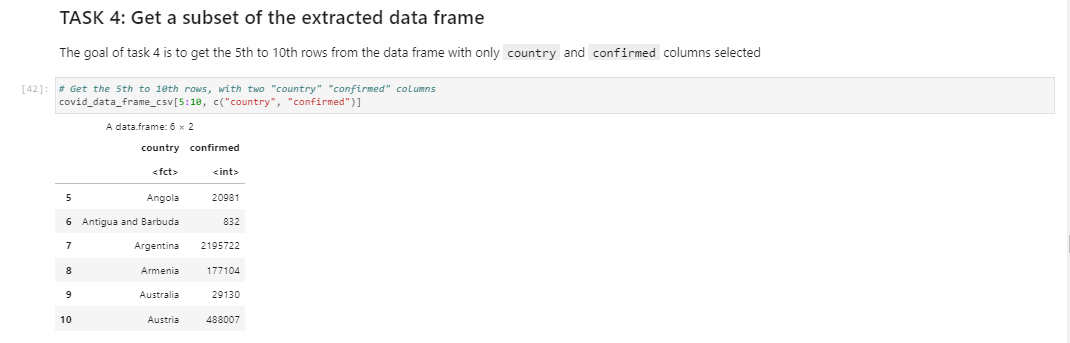 TASK 4: Get a subset of the extracted data frame
The goal of task 4 is to get the 5th to 10th rows from the data frame with only country and confirmed columns selected
[42]: # Get the 5th to 10th rows, with two "country" "confirmed" columns
covid_data_frame_csv[5:10, c("country", "confirmed")]
A data.frame: 6 × 2
country confirmed
<fct> <int>
5 Angola 20981
6 Antigua and Barbuda 832
7 Argentina 2195722
8 Armenia 177104
9 Australia 29130
10 Austria 488007